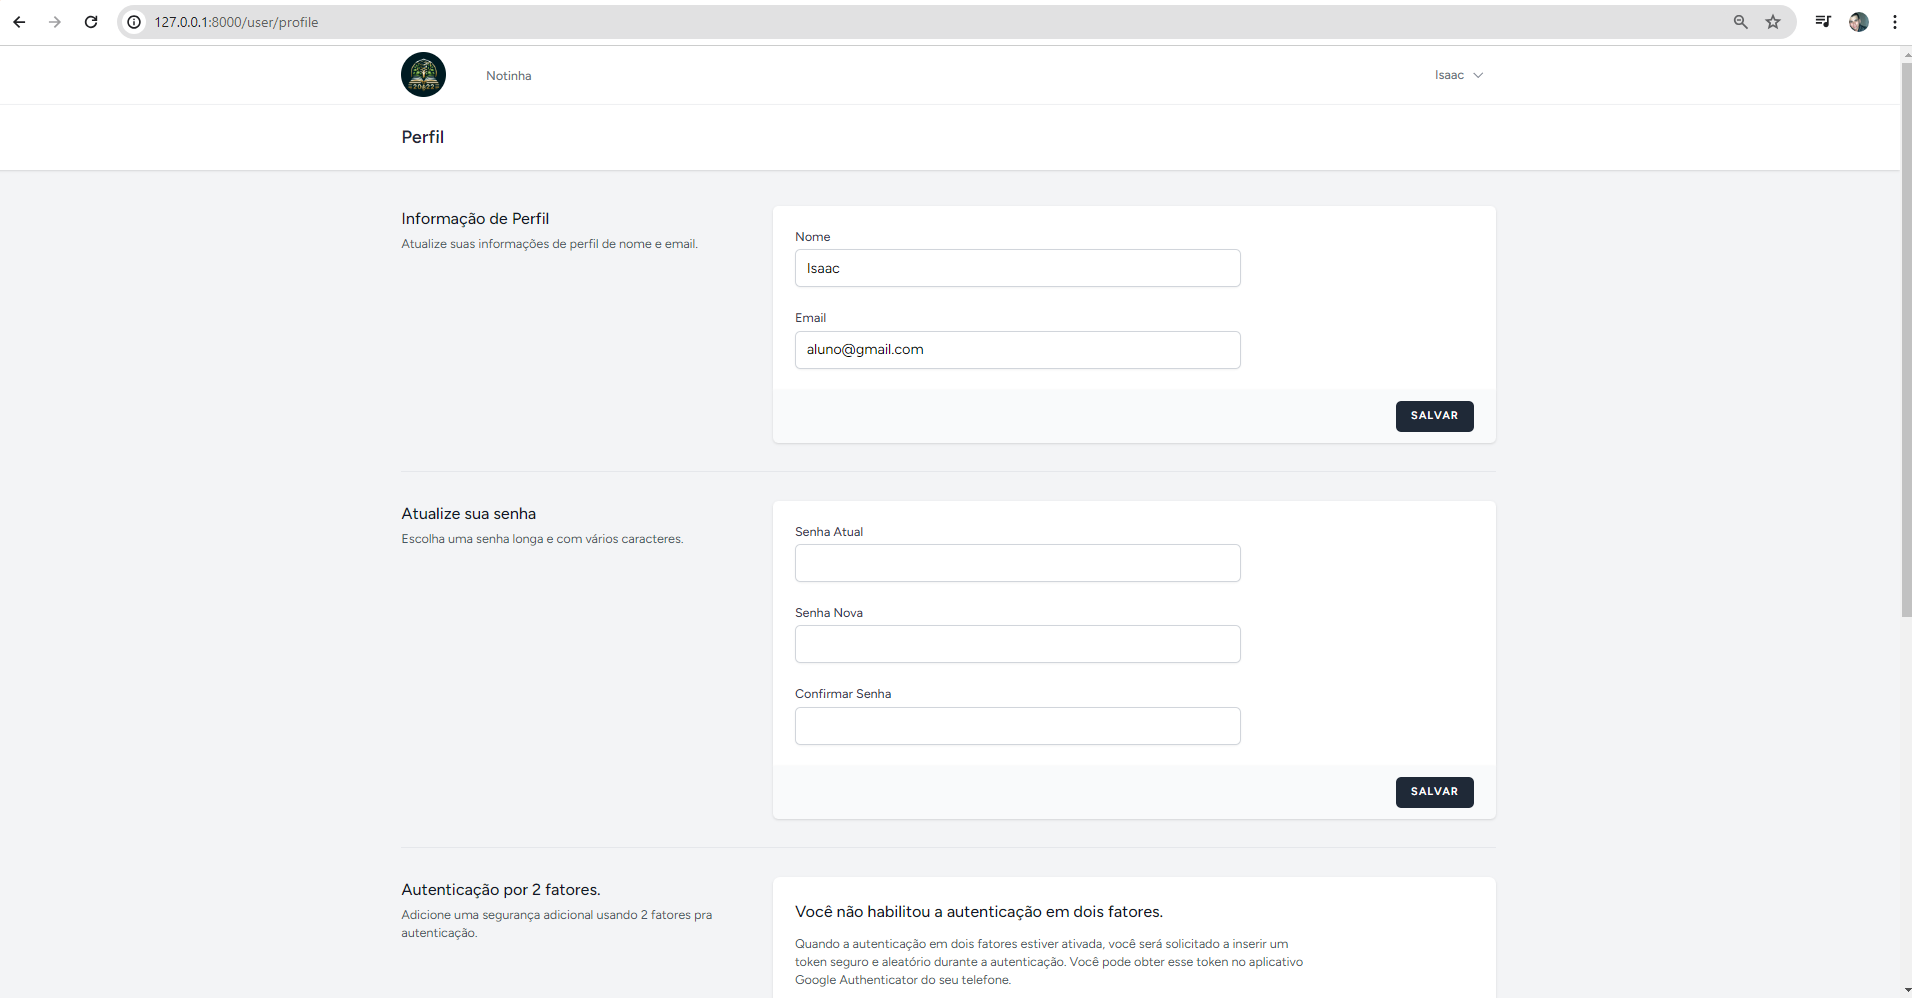 127.0.0.1:8000/user/profile
20622
Notinha
Isaac
Perfil
Informação de Perfil
Atualize suas informações de perfil de nome e email.
Nome
Isaac
Email
aluno@gmail.com
SALVAR
Atualize sua senha
Escolha uma senha longa e com vários caracteres.
Senha Atual
Senha Nova
Confirmar Senha
SALVAR
Autenticação por 2 fatores.
Adicione uma segurança adicional usando 2 fatores pra
autenticação.
Você não habilitou a autenticação em dois fatores.
Quando a autenticação em dois fatores estiver ativada, você será solicitado a inserir um
token seguro e aleatório durante a autenticação. Você pode obter esse token no aplicativo
Google Authenticator do seu telefone.